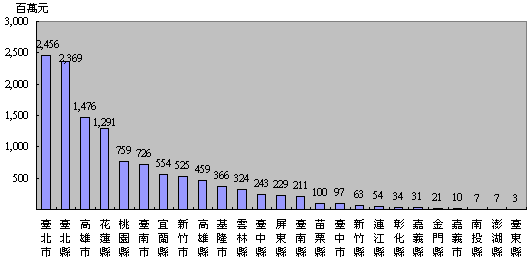 百萬元
3,000
2,500
2,000
1,500
1,000
500
2,456
2,369
1,476
1,291
759
726
554
525
459
366
324
243
229
211
100
97
63
54
34
31
21
10
7
7
3
臺北市
臺北縣
高雄市
花蓮縣
桃園縣
臺南市
宜蘭縣
新竹市
高雄縣
基隆市
雲林縣
臺中縣
屏東縣
臺南縣
苗栗縣
臺中市
新竹縣
連江縣
彰化縣
嘉義縣
金門縣
嘉義市
南投縣
澎湖縣
臺東縣